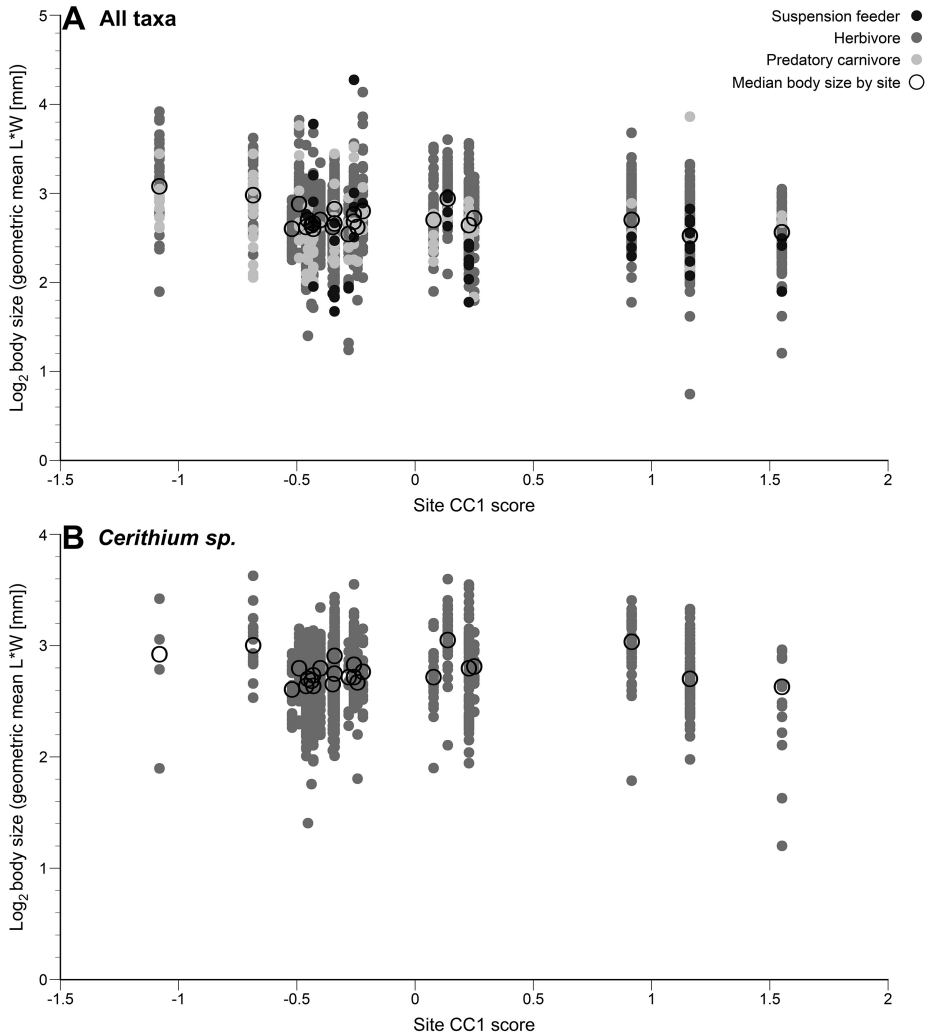 A All taxa
Suspension feeder
Herbivore
Predatory carnivore
Median body size by site
Log2 body size (geometric mean L*W [mm])
5
4
3
2
1
0
-1.5 -1 -0.5 0 0.5 1 1.5 2
Site CC1 score
B Cerithium sp.
Log2 body size (geometric mean L*W [mm])
4
3
2
1
0
-1.5 -1 -0.5 0 0.5 1 1.5 2
Site CC1 score